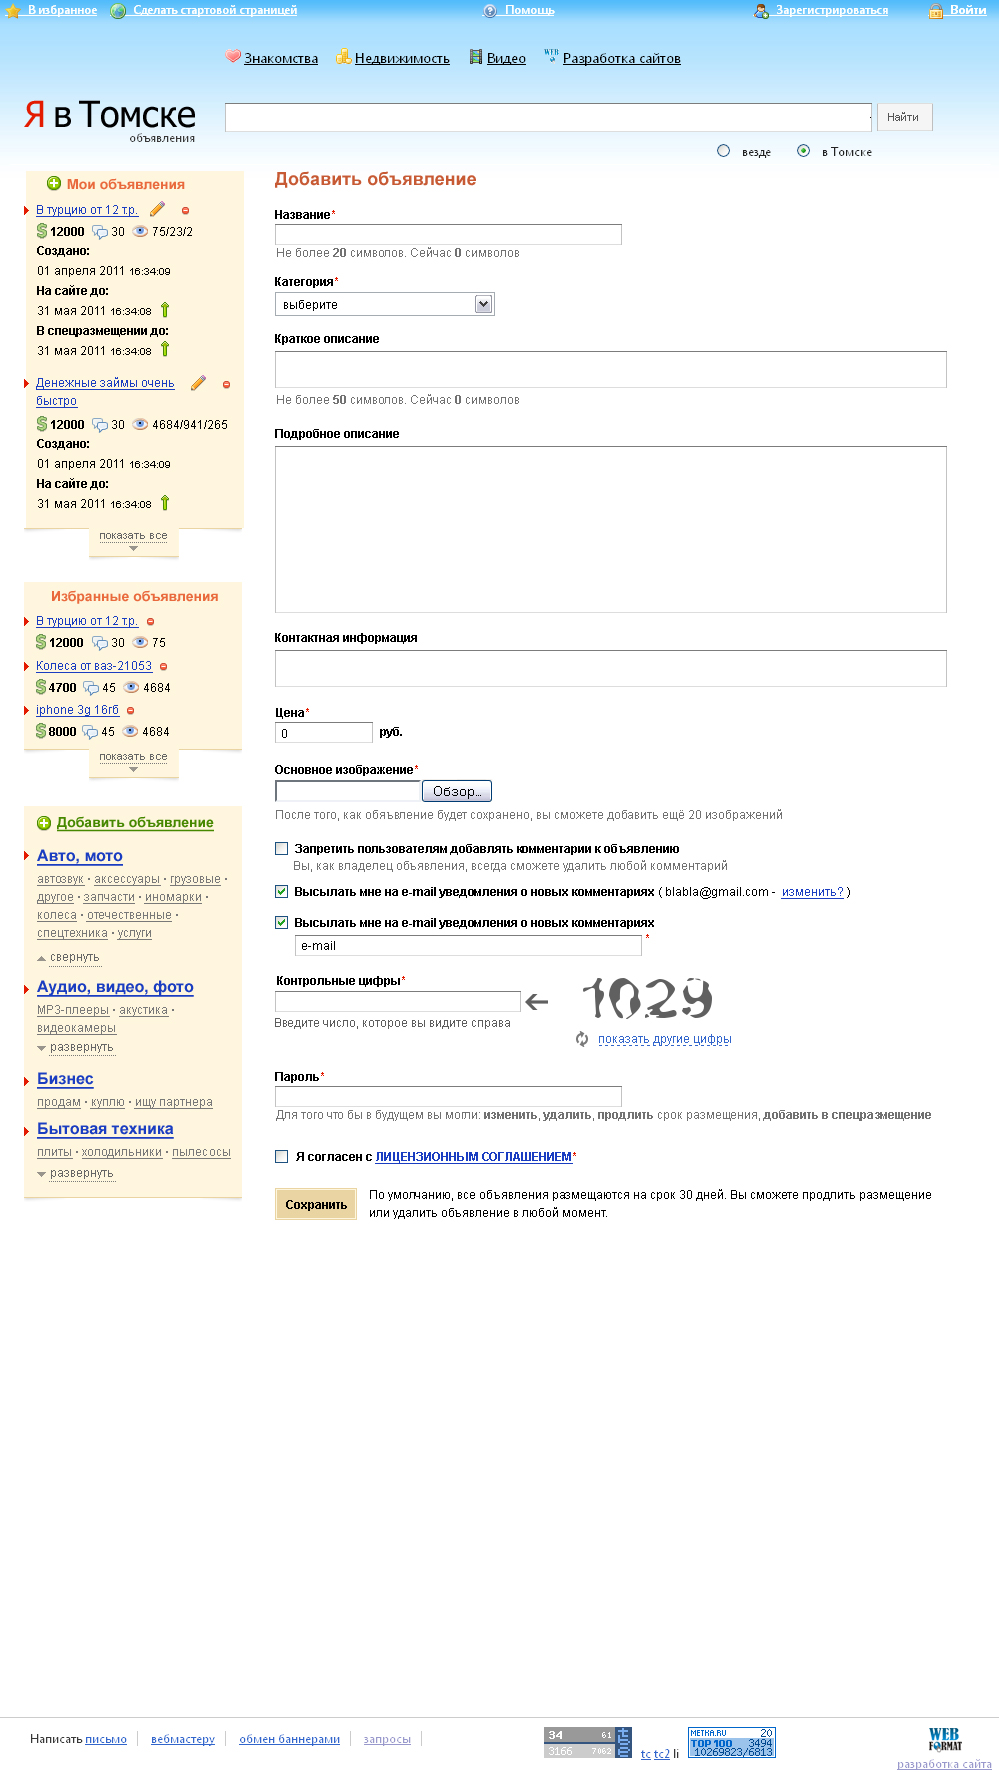 В избранное Сделать стартовой страницей Помощь Зарегистрироваться Войти
Знакомства Недвижимость WEB Видео Разработка сайтов
Я в Томске
объявления
Найти
везде в Томске
Мои объявления
В турцию от 12 т.р.
$ 12000 30 75/23/2
Создано:
01 апреля 2011 16:34:09
На сайте до:
31 мая 2011 16:34:08
В спецразмещении до:
31 мая 2011 16:34:08
Денежные займы очень
быстро
$ 12000 30 4684/941/265
Создано:
01 апреля 2011 16:34:09
На сайте до:
31 мая 2011 16:34:08
показать все
Избранные объявления
В турцию от 12 т.р.
$ 12000 30 75
Колеса от ваз-21053
$ 4700 45 4684
iphone 3g 16гб
$ 8000 45 4684
показать все
Добавить объявление
Авто, мото
автозвук · аксессуары · грузовые ·
другое · запчасти · иномарки ·
колеса · отечественные ·
спецтехника · услуги
свернуть
Аудио, видео, фото
MP3-плееры · акустика ·
видеокамеры
развернуть
Бизнес
продам · куплю · ищу партнера
Бытовая техника
плиты · холодильники · пылесосы
развернуть
Добавить объявление
Название*
Не более 20 символов. Сейчас 0 символов
Категория*
выберите
Краткое описание
Не более 50 символов. Сейчас 0 символов
Подробное описание
Контактная информация
Цена*
0 руб.
Основное изображение*
Обзор...
После того, как объявление будет сохранено, вы сможете добавить ещё 20 изображений
Запретить пользователям добавлять комментарии к объявлению
Вы, как владелец объявления, всегда сможете удалить любой комментарий
Высылать мне на e-mail уведомления о новых комментариях ( blabla@gmail.com - изменить? )
Высылать мне на e-mail уведомления о новых комментариях
e-mail *
Контрольные цифры*
1029
Введите число, которое вы видите справа
показать другие цифры
Пароль*
Для того что бы в будущем вы могли: изменить, удалить, продлить срок размещения, добавить в спецразмещение
Я согласен с ЛИЦЕНЗИОННЫМ СОГЛАШЕНИЕМ*
Сохранить
По умолчанию, все объявления размещаются на срок 30 дней. Вы сможете продлить размещение
или удалить объявление в любой момент.
Написать письмо вебмастеру обмен баннерами запросы
34 61
3166 7062
tc tc2 li
МЕТКА.RU 20
TOP 100 3494
10269823/6813
WEB
FORMAT
разработка сайта